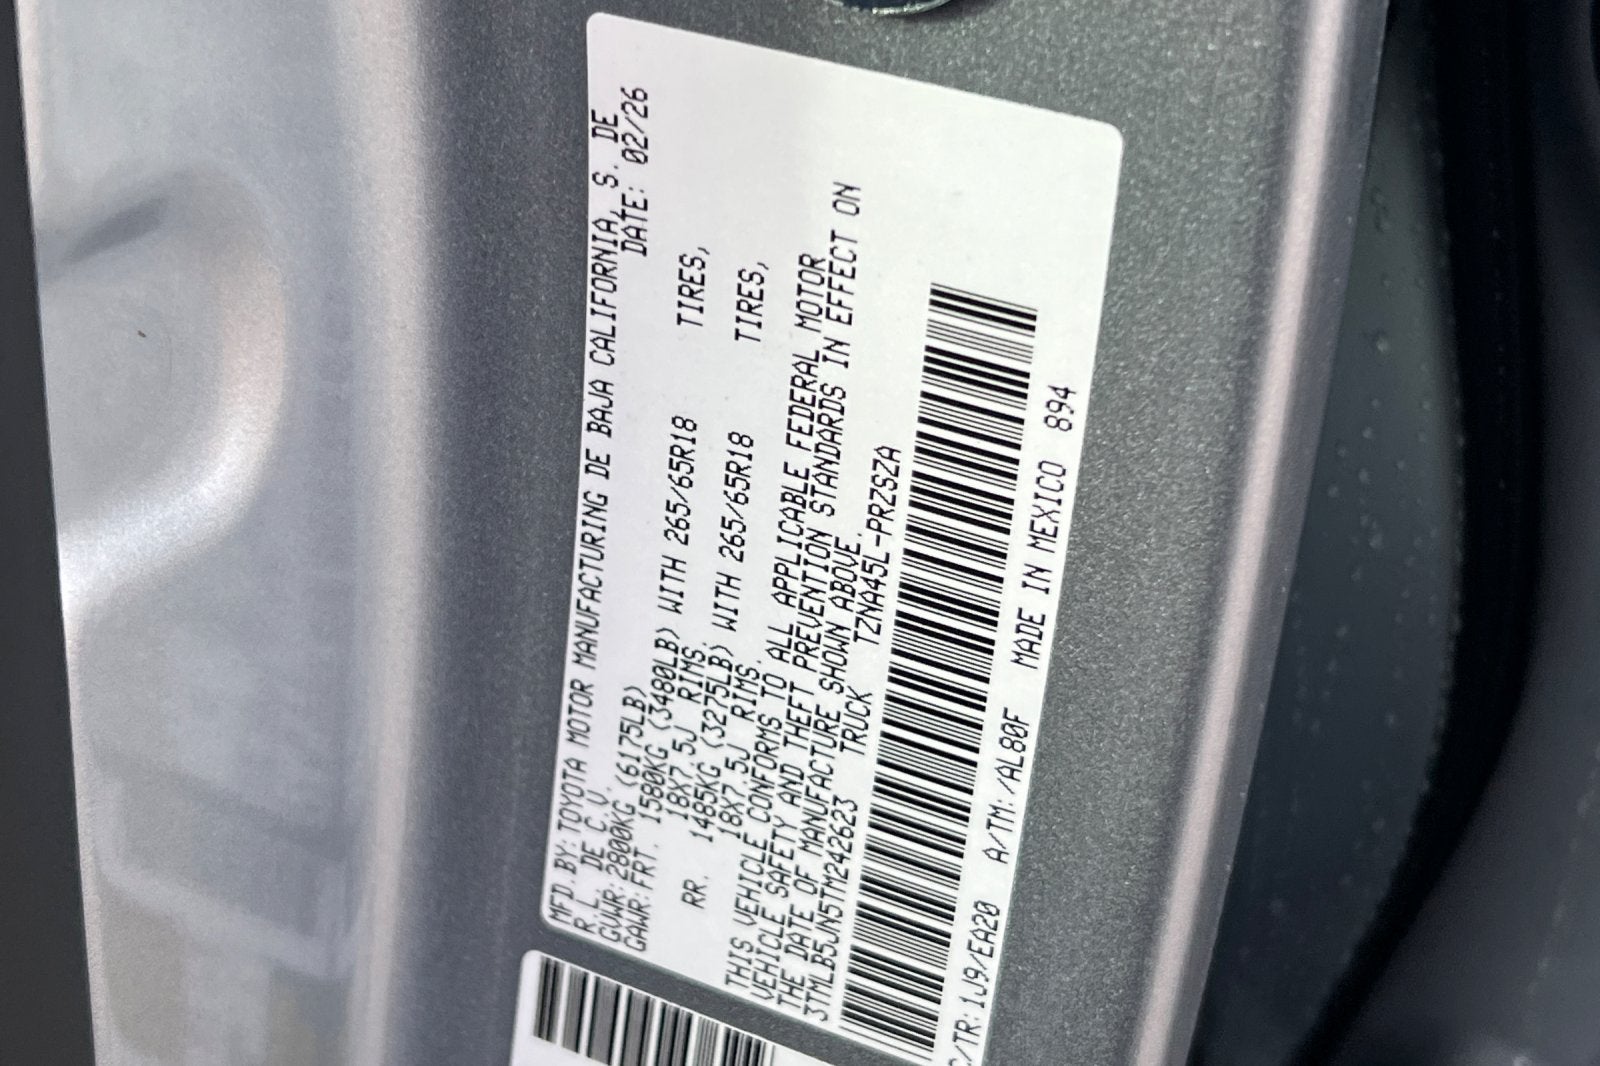 MFD.BY:TOYOTA MOTOR MANUFACTURING DE BAJA CALIFORNIA, S. DE
R.L. DE C.V. DATE: 02/26
GVWR:2800KG (6175LB)
GAWR:FRT. 1580KG (3480LB) WITH 265/65R18 TIRES,
18X7.5J RIMS.
RR. 1485KG (3275LB) WITH 265/65R18 TIRES,
18X7.5J RIMS.
THIS VEHICLE CONFORMS TO ALL APPLICABLE FEDERAL MOTOR
VEHICLE SAFETY AND THEFT PREVENTION STANDARDS IN EFFECT ON
THE DATE OF MANUFACTURE SHOWN ABOVE.
3TMLB5JN5TM242623 TRUCK TZNA45L-PRZSZA
C/TR:1J9/EA20 A/TM:/AL80F MADE IN MEXICO 894